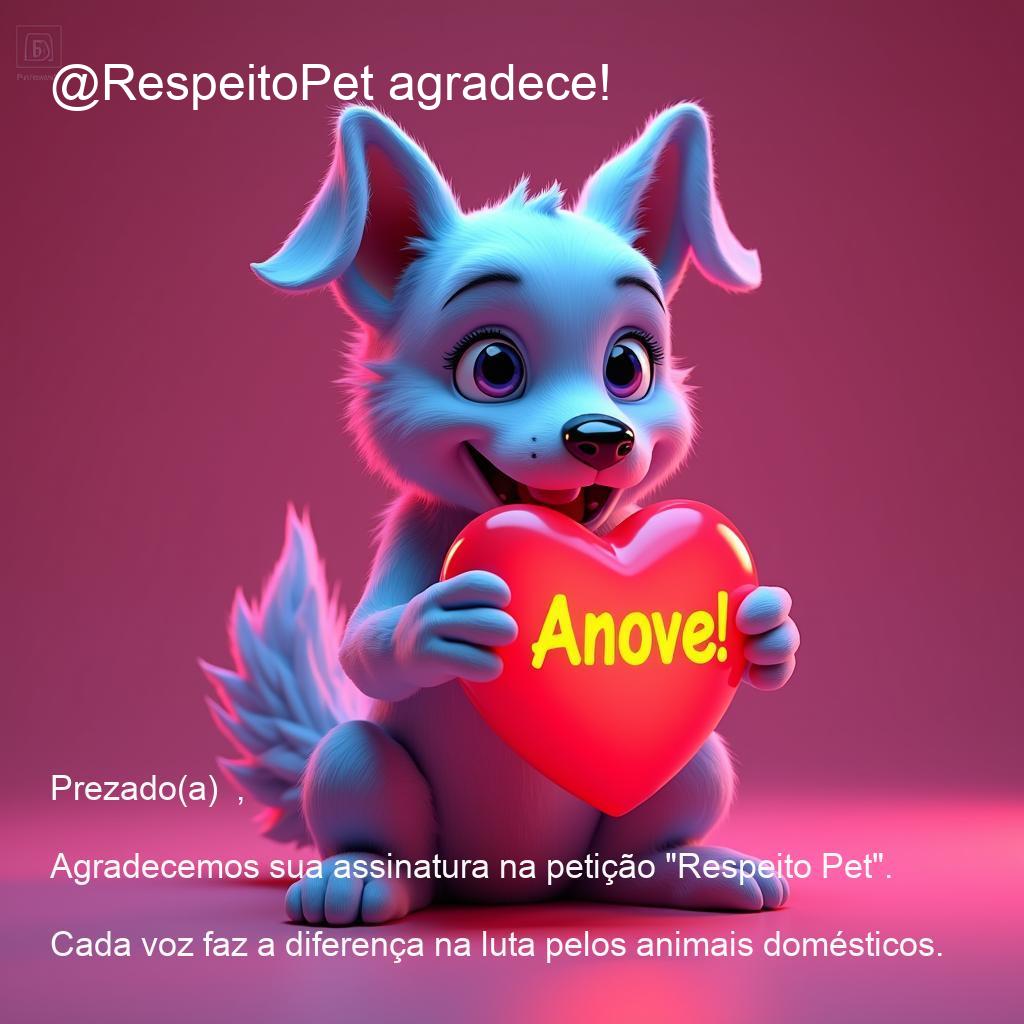 @RespeitoPet agradece!
Anove!
Prezado(a) ,
Agradecemos sua assinatura na petição "Respeito Pet".
Cada voz faz a diferença na luta pelos animais domésticos.